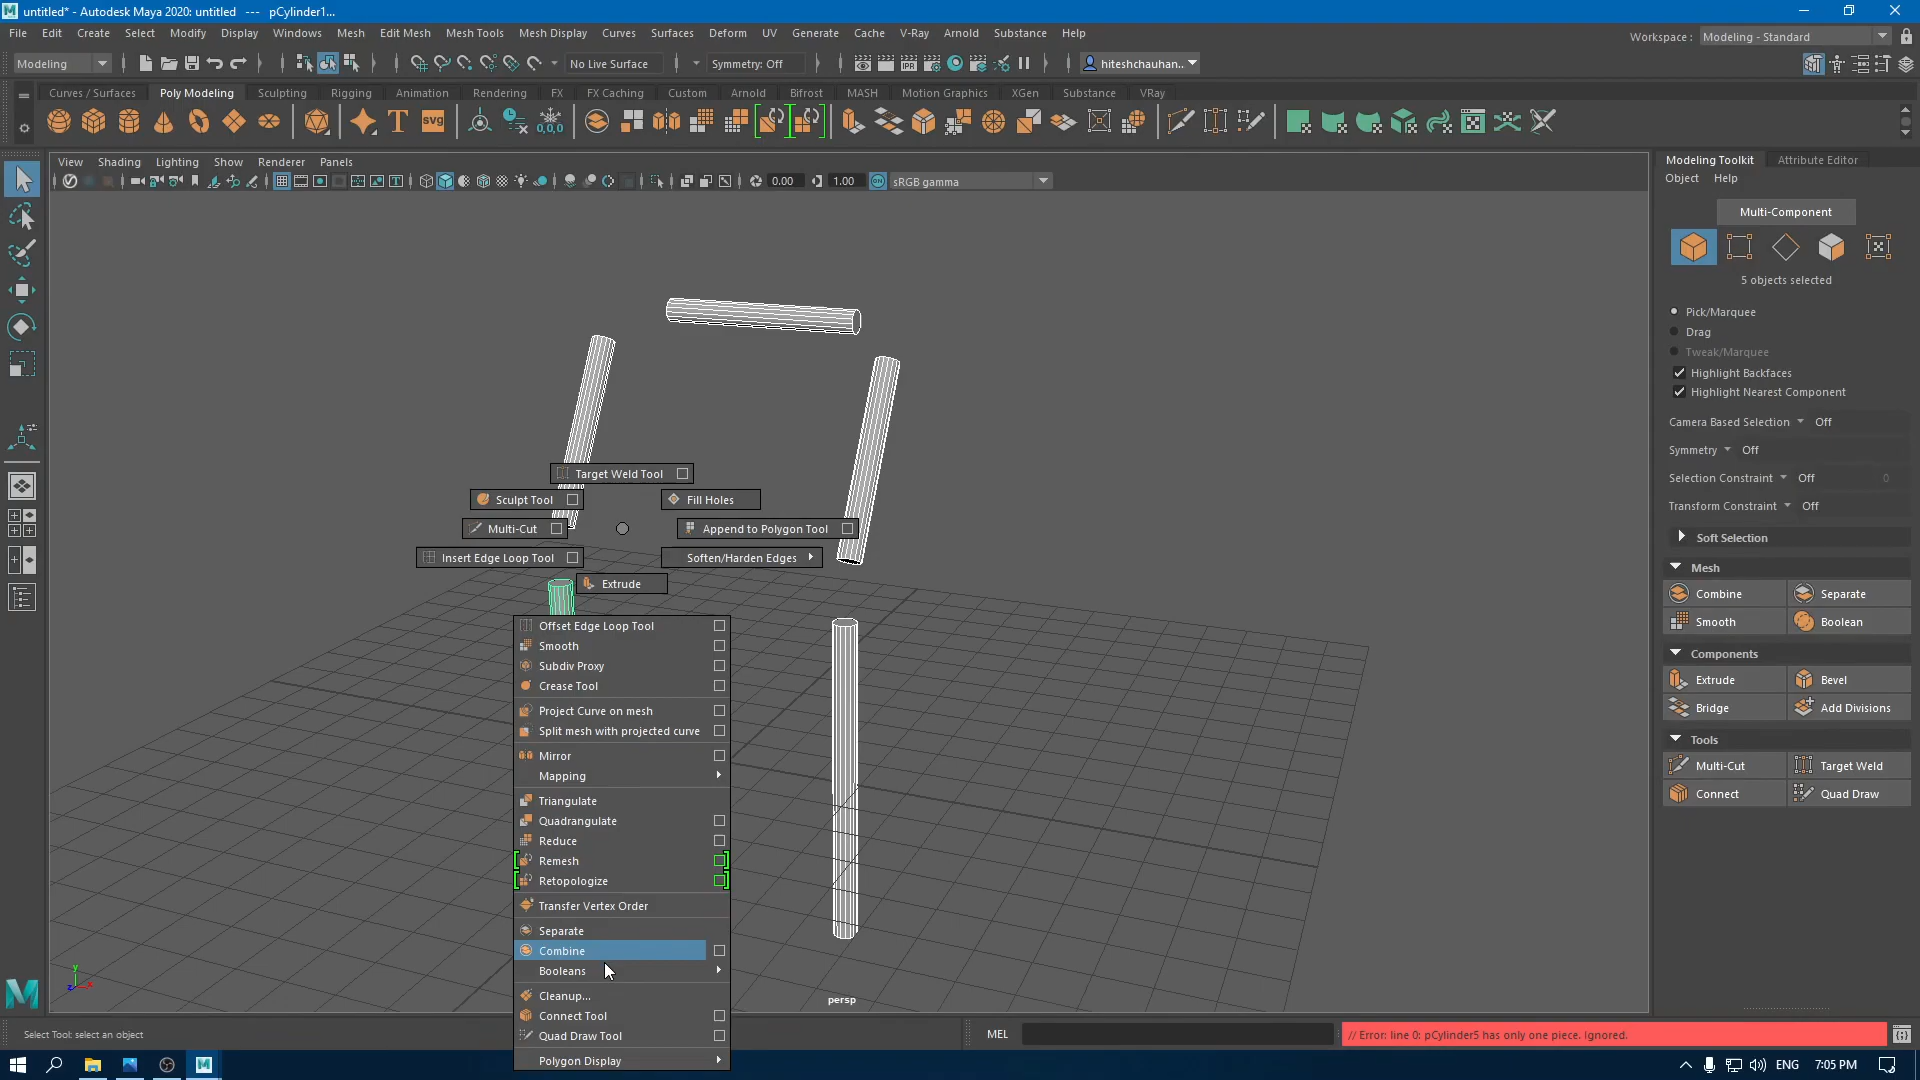 untitled* - Autodesk Maya 2020: untitled --- pCylinder1...
File Edit Create Select Modify Display Windows Mesh Edit Mesh Mesh Tools Mesh Display Curves Surfaces Deform UV Generate Cache V-Ray Arnold Substance Help
Workspace : Modeling - Standard
Modeling No Live Surface Symmetry: Off IPR hiteshchauhan..
Curves / Surfaces Poly Modeling Sculpting Rigging Animation Rendering FX FX Caching Custom Arnold Bifrost MASH Motion Graphics XGen Substance VRay
T svg 0,0,0
View Shading Lighting Show Renderer Panels
0.00 1.00 sRGB gamma
Modeling Toolkit Attribute Editor
Object Help
Multi-Component
5 objects selected
Pick/Marquee
Drag
Tweak/Marquee
Highlight Backfaces
Highlight Nearest Component
Camera Based Selection Off
Symmetry Off
Selection Constraint Off 0
Transform Constraint Off
Soft Selection
Mesh
Combine Separate
Smooth Boolean
Components
Extrude Bevel
Bridge Add Divisions
Tools
Multi-Cut Target Weld
Connect Quad Draw
Target Weld Tool
Sculpt Tool Fill Holes
Multi-Cut Append to Polygon Tool
Insert Edge Loop Tool Soften/Harden Edges
Extrude
Offset Edge Loop Tool
Smooth
Subdiv Proxy
Crease Tool
Project Curve on mesh
Split mesh with projected curve
Mirror
Mapping
Triangulate
Quadrangulate
Reduce
Remesh
Retopologize
Transfer Vertex Order
Separate
Combine
Booleans
Cleanup...
Connect Tool
Quad Draw Tool
Polygon Display
y
z x
persp
Select Tool: select an object
MEL
// Error: line 0: pCylinder5 has only one piece. Ignored.
ENG 7:05 PM